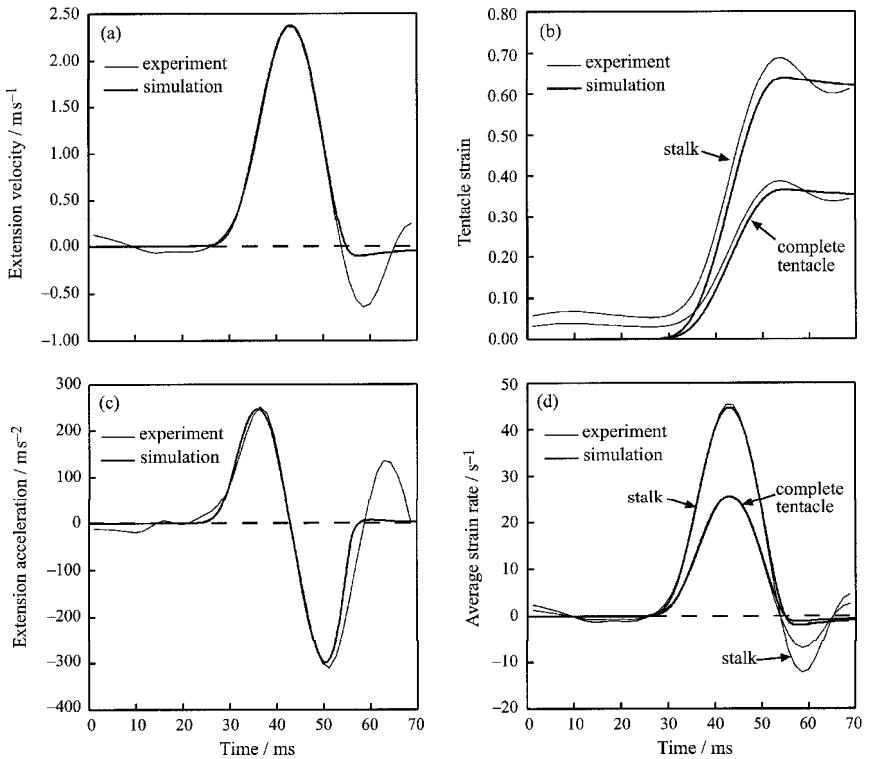 (a)
experiment
simulation
Extension velocity / ms⁻¹
2.50
2.00
1.50
1.00
0.50
0.00
−0.50
−1.00
(b)
experiment
simulation
stalk
complete
tentacle
Tentacle strain
0.80
0.70
0.60
0.50
0.40
0.30
0.20
0.10
0.00
(c)
experiment
simulation
Extension acceleration / ms⁻²
300
200
100
0
−100
−200
−300
−400
0 10 20 30 40 50 60 70
Time / ms
(d)
experiment
simulation
stalk
complete
tentacle
stalk
Average strain rate / s⁻¹
50
40
30
20
10
0
−10
−20
0 10 20 30 40 50 60 70
Time / ms